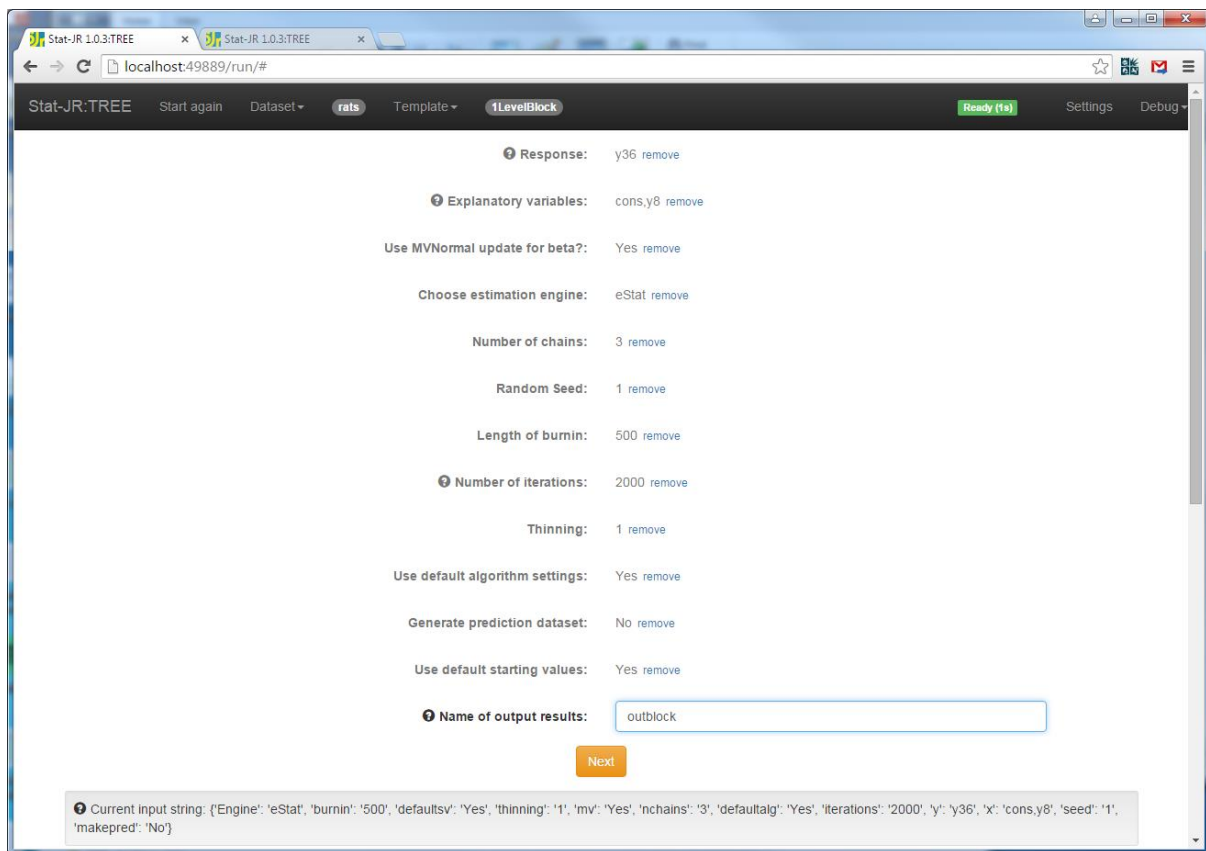 Stat-JR 1.0.3:TREE
Stat-JR 1.0.3:TREE
localhost:49889/run/#
Stat-JR:TREE Start again Dataset rats Template 1LevelBlock Ready (1s) Settings Debug
Response: y36 remove
Explanatory variables: cons,y8 remove
Use MVNormal update for beta?: Yes remove
Choose estimation engine: eStat remove
Number of chains: 3 remove
Random Seed: 1 remove
Length of burnin: 500 remove
Number of iterations: 2000 remove
Thinning: 1 remove
Use default algorithm settings: Yes remove
Generate prediction dataset: No remove
Use default starting values: Yes remove
Name of output results: outblock
Next
Current input string: {'Engine': 'eStat', 'burnin': '500', 'defaultsv': 'Yes', 'thinning': '1', 'mv': 'Yes', 'nchains': '3', 'defaultalg': 'Yes', 'iterations': '2000', 'y': 'y36', 'x': 'cons,y8', 'seed': '1',
'makepred': 'No'}